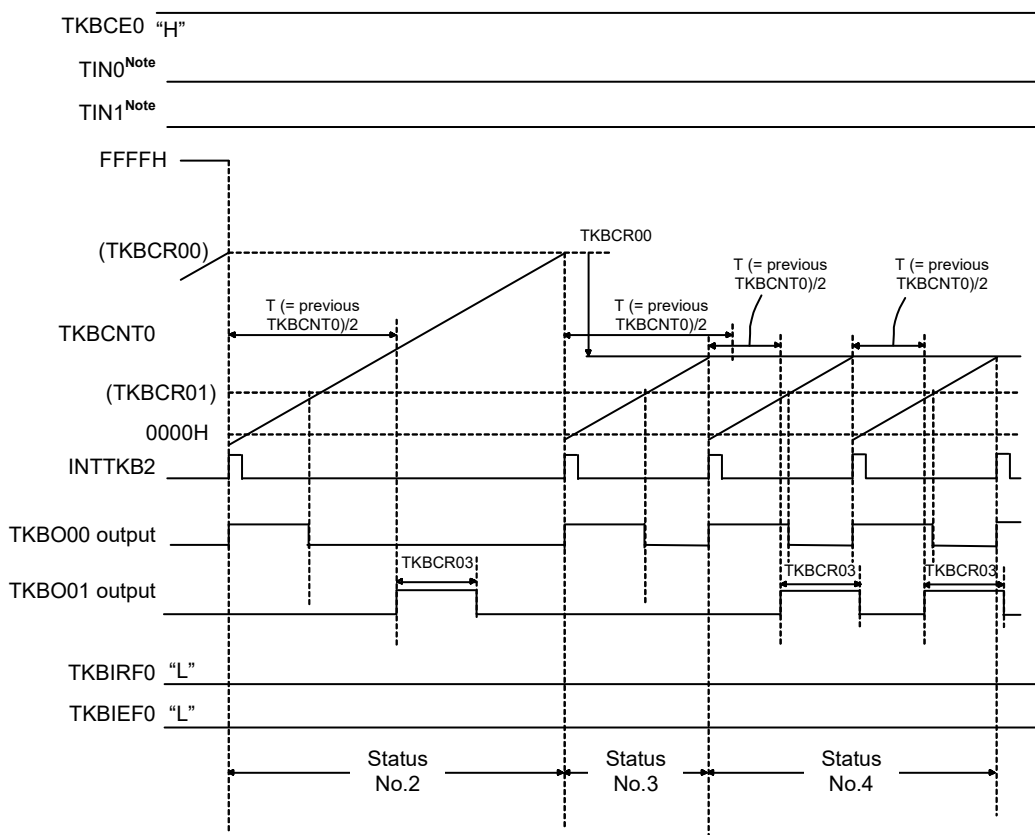 TKBCE0 “H”
TIN0Note
TIN1Note
FFFFH
(TKBCR00)
TKBCR00
T (= previous
TKBCNT0)/2
T (= previous
TKBCNT0)/2
T (= previous
TKBCNT0)/2
T (= previous
TKBCNT0)/2
TKBCNT0
(TKBCR01)
0000H
INTTKB2
TKBO00 output
TKBCR03
TKBCR03
TKBCR03
TKBO01 output
TKBIRF0 “L”
TKBIEF0 “L”
Status
No.2
Status
No.3
Status
No.4